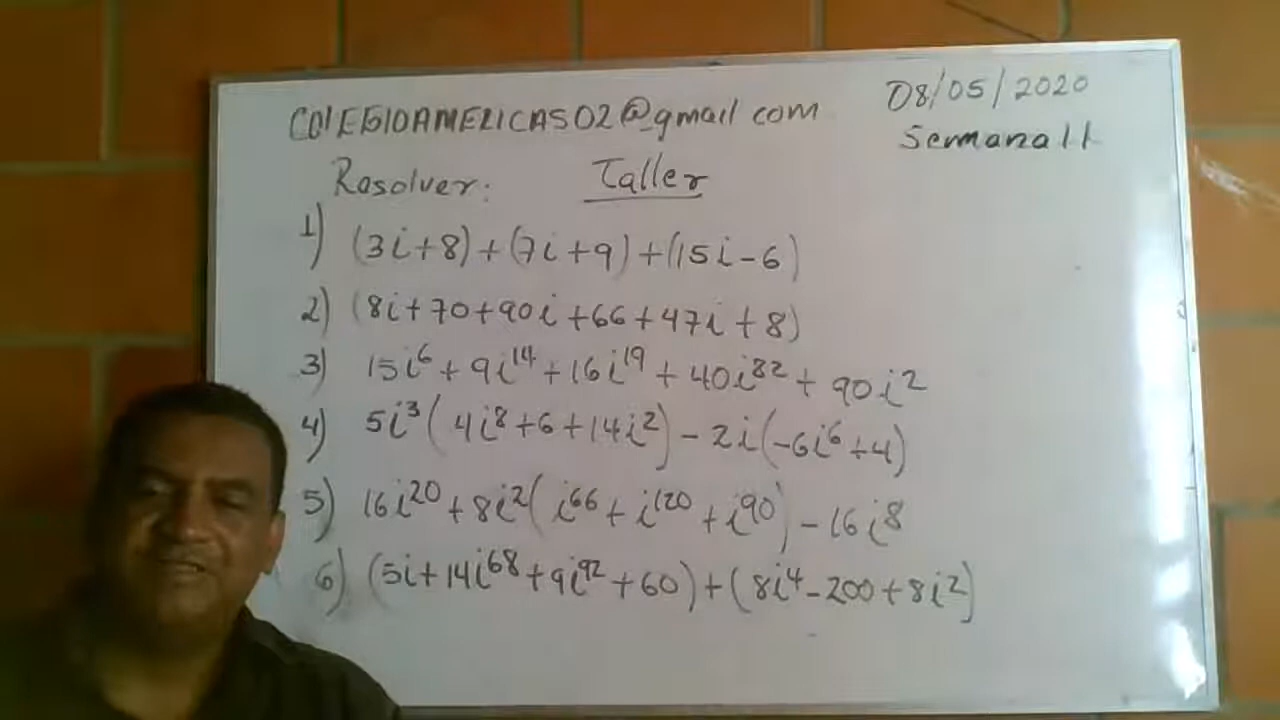 COLEGIOAMERICAS02@gmail com
08/05/2020
Semana 11
Resolver: Taller
1) (3i+8)+(7i+9)+(15i-6)
2) (8i+70+90i+66+47i+8)
3) 15i⁶+9i¹⁴+16i¹⁹+40i⁸²+90i²
4) 5i³(4i⁸+6+14i²)-2i(-6i⁶+4)
5) 16i²⁰+8i²(i⁶⁶+i¹²⁰+i⁹⁰)-16i⁸
6) (5i+14i⁶⁸+9i⁹²+60)+(8i⁴-200+8i²)